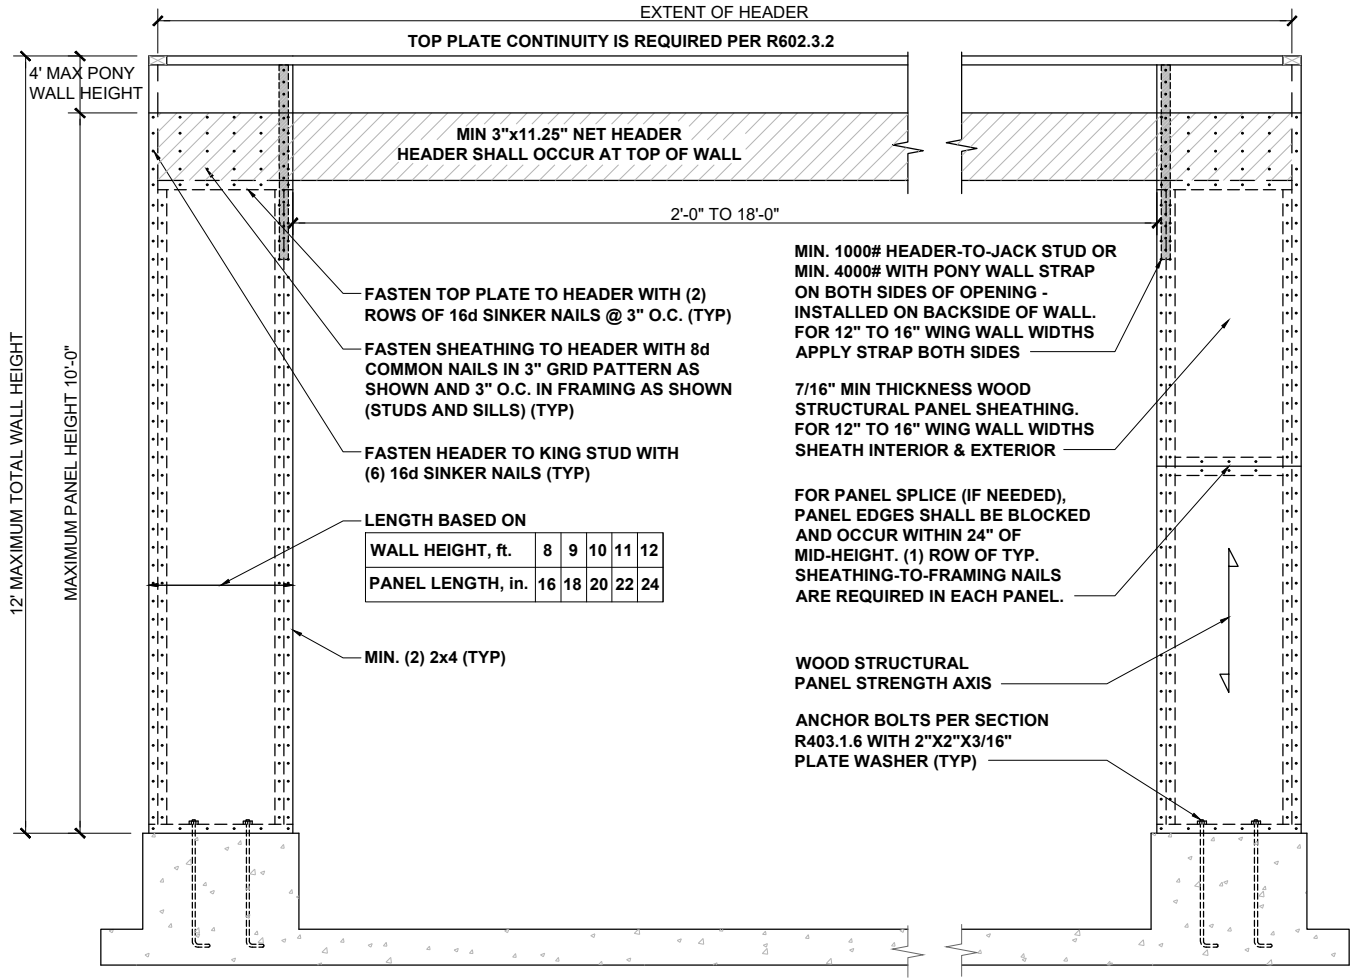 EXTENT OF HEADER
TOP PLATE CONTINUITY IS REQUIRED PER R602.3.2
4' MAX PONY
WALL HEIGHT
MIN 3"x11.25" NET HEADER
HEADER SHALL OCCUR AT TOP OF WALL
2'-0" TO 18'-0"
12' MAXIMUM TOTAL WALL HEIGHT
MAXIMUM PANEL HEIGHT 10'-0"
FASTEN TOP PLATE TO HEADER WITH (2)
ROWS OF 16d SINKER NAILS @ 3" O.C. (TYP)
FASTEN SHEATHING TO HEADER WITH 8d
COMMON NAILS IN 3" GRID PATTERN AS
SHOWN AND 3" O.C. IN FRAMING AS SHOWN
(STUDS AND SILLS) (TYP)
FASTEN HEADER TO KING STUD WITH
(6) 16d SINKER NAILS (TYP)
LENGTH BASED ON
WALL HEIGHT, ft. 8 9 10 11 12
PANEL LENGTH, in. 16 18 20 22 24
MIN. (2) 2x4 (TYP)
MIN. 1000# HEADER-TO-JACK STUD OR
MIN. 4000# WITH PONY WALL STRAP
ON BOTH SIDES OF OPENING -
INSTALLED ON BACKSIDE OF WALL.
FOR 12" TO 16" WING WALL WIDTHS
APPLY STRAP BOTH SIDES
7/16" MIN THICKNESS WOOD
STRUCTURAL PANEL SHEATHING.
FOR 12" TO 16" WING WALL WIDTHS
SHEATH INTERIOR & EXTERIOR
FOR PANEL SPLICE (IF NEEDED),
PANEL EDGES SHALL BE BLOCKED
AND OCCUR WITHIN 24" OF
MID-HEIGHT. (1) ROW OF TYP.
SHEATHING-TO-FRAMING NAILS
ARE REQUIRED IN EACH PANEL.
WOOD STRUCTURAL
PANEL STRENGTH AXIS
ANCHOR BOLTS PER SECTION
R403.1.6 WITH 2"X2"X3/16"
PLATE WASHER (TYP)